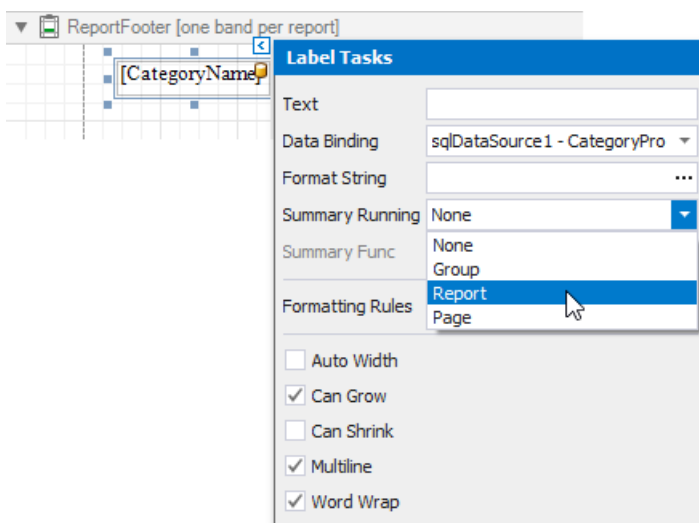 ReportFooter [one band per report]
[CategoryName]
Label Tasks
Text
Data Binding sqlDataSource1 - CategoryPro
Format String ...
Summary Running None
None
Summary Func
Group
Report
Formatting Rules
Page
Auto Width
Can Grow
Can Shrink
Multiline
Word Wrap